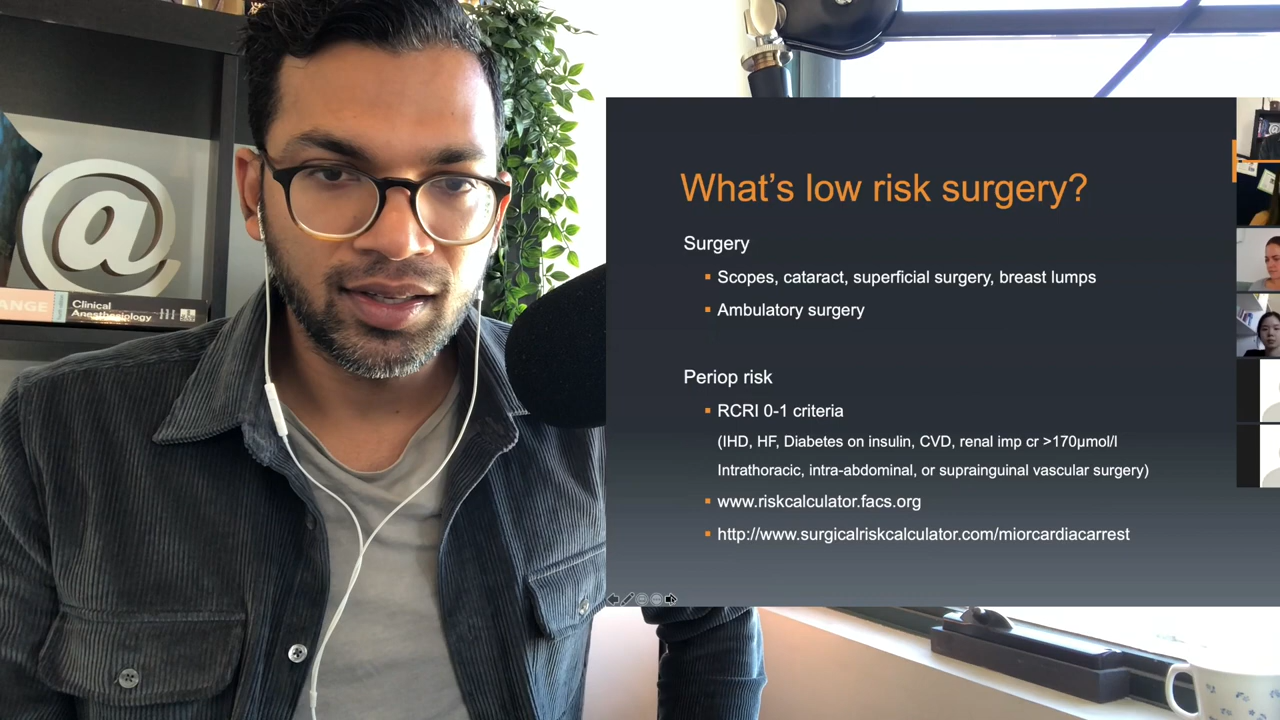 @
ANGE
Clinical
Anesthesiology
What's low risk surgery?
Surgery
Scopes, cataract, superficial surgery, breast lumps
Ambulatory surgery
Periop risk
RCRI 0-1 criteria
(IHD, HF, Diabetes on insulin, CVD, renal imp cr >170µmol/l
Intrathoracic, intra-abdominal, or suprainguinal vascular surgery)
www.riskcalculator.facs.org
http://www.surgicalriskcalculator.com/miorcardiacarrest